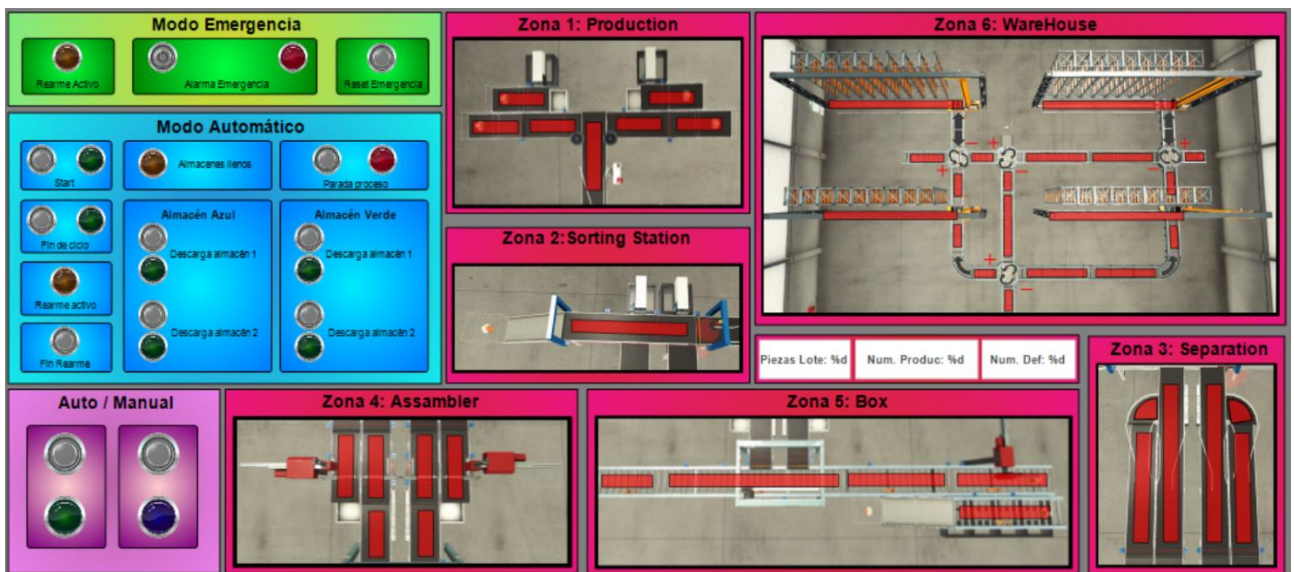 Modo Emergencia
Rearme Activo
Alarma Emergencia
Reset Emergencia
Modo Automático
Start
Almacenes llenos
Parada proceso
Fin de ciclo
Rearme activo
Fin Rearme
Almacén Azul
Descarga almacén 1
Descarga almacén 2
Almacén Verde
Descarga almacén 1
Descarga almacén 2
Auto / Manual
Zona 1: Production
Zona 2:Sorting Station
Zona 6: WareHouse
Piezas Lote: %d
Num. Produc: %d
Num. Def: %d
Zona 3: Separation
Zona 4: Assambler
Zona 5: Box